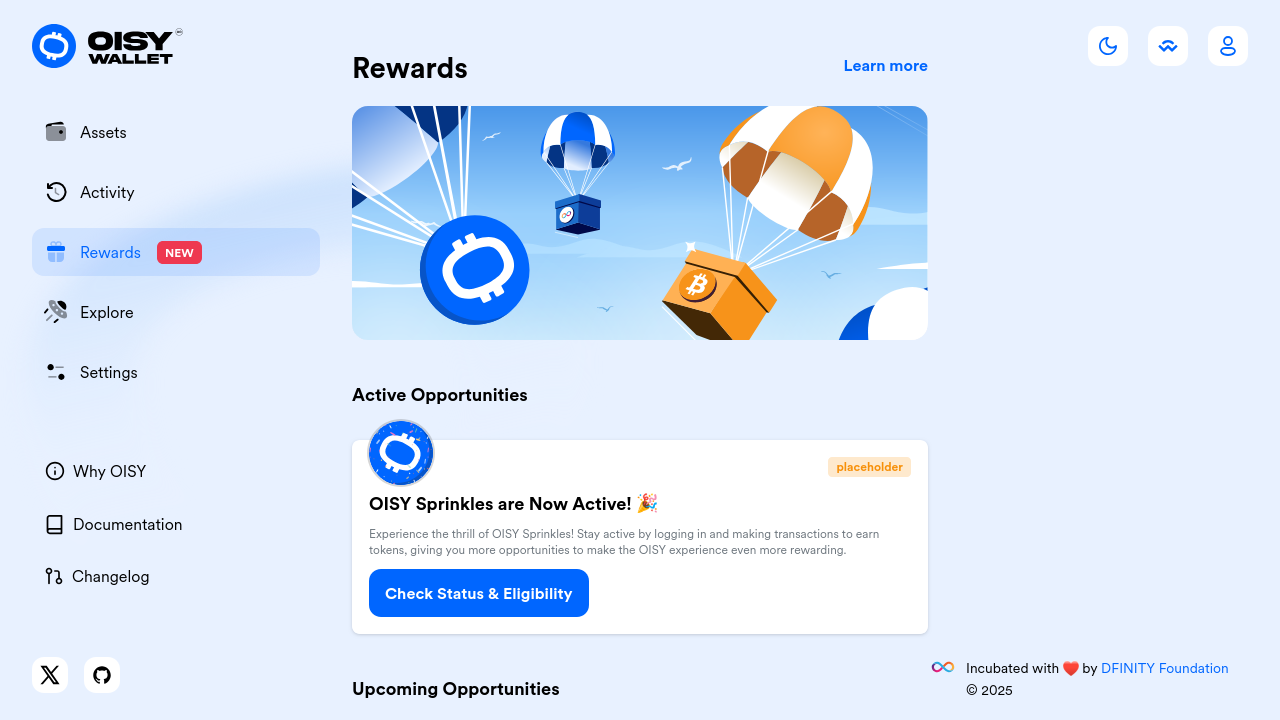 OISY
WALLET
Rewards
Learn more
Assets
Activity
Rewards NEW
Explore
Settings
Why OISY
Documentation
Changelog
Active Opportunities
placeholder
OISY Sprinkles are Now Active! 🎉
Experience the thrill of OISY Sprinkles! Stay active by logging in and making transactions to earn
tokens, giving you more opportunities to make the OISY experience even more rewarding.
Check Status & Eligibility
Upcoming Opportunities
Incubated with ❤️ by DFINITY Foundation
© 2025